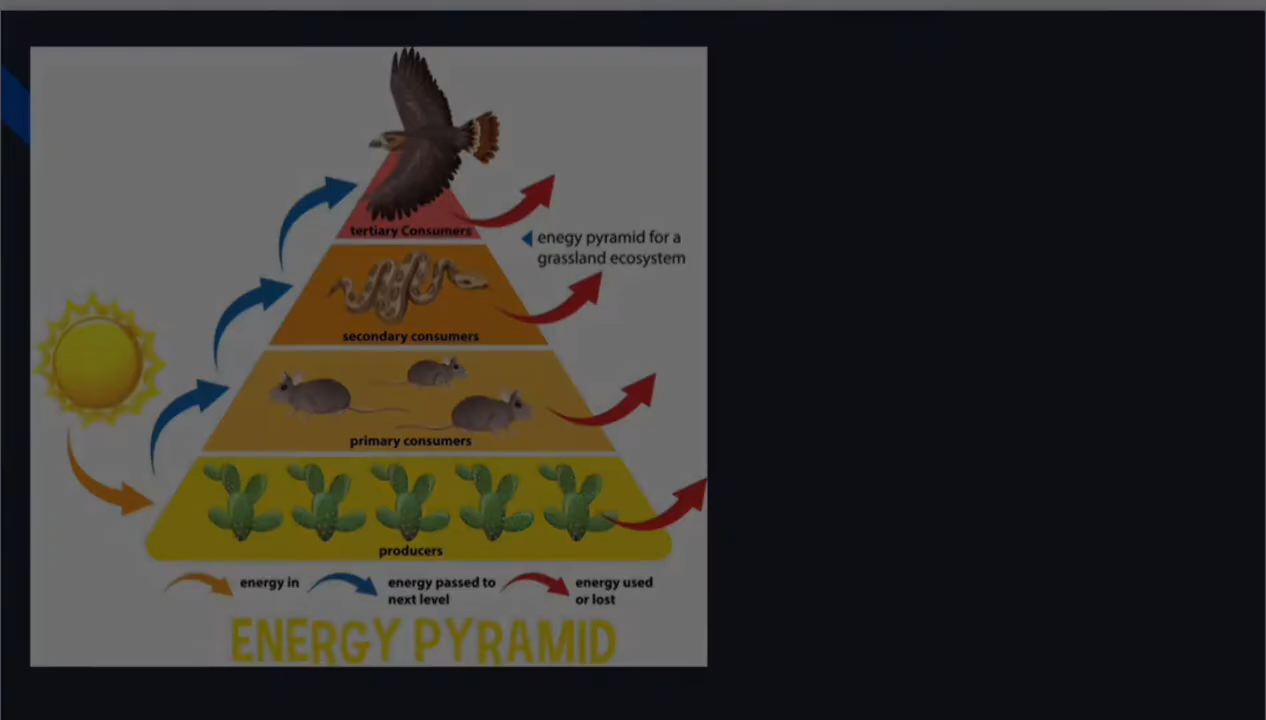 tertiary Consumers
enegy pyramid for a
grassland ecosystem
secondary consumers
primary consumers
producers
energy in
energy passed to
next level
energy used
or lost
ENERGY PYRAMID